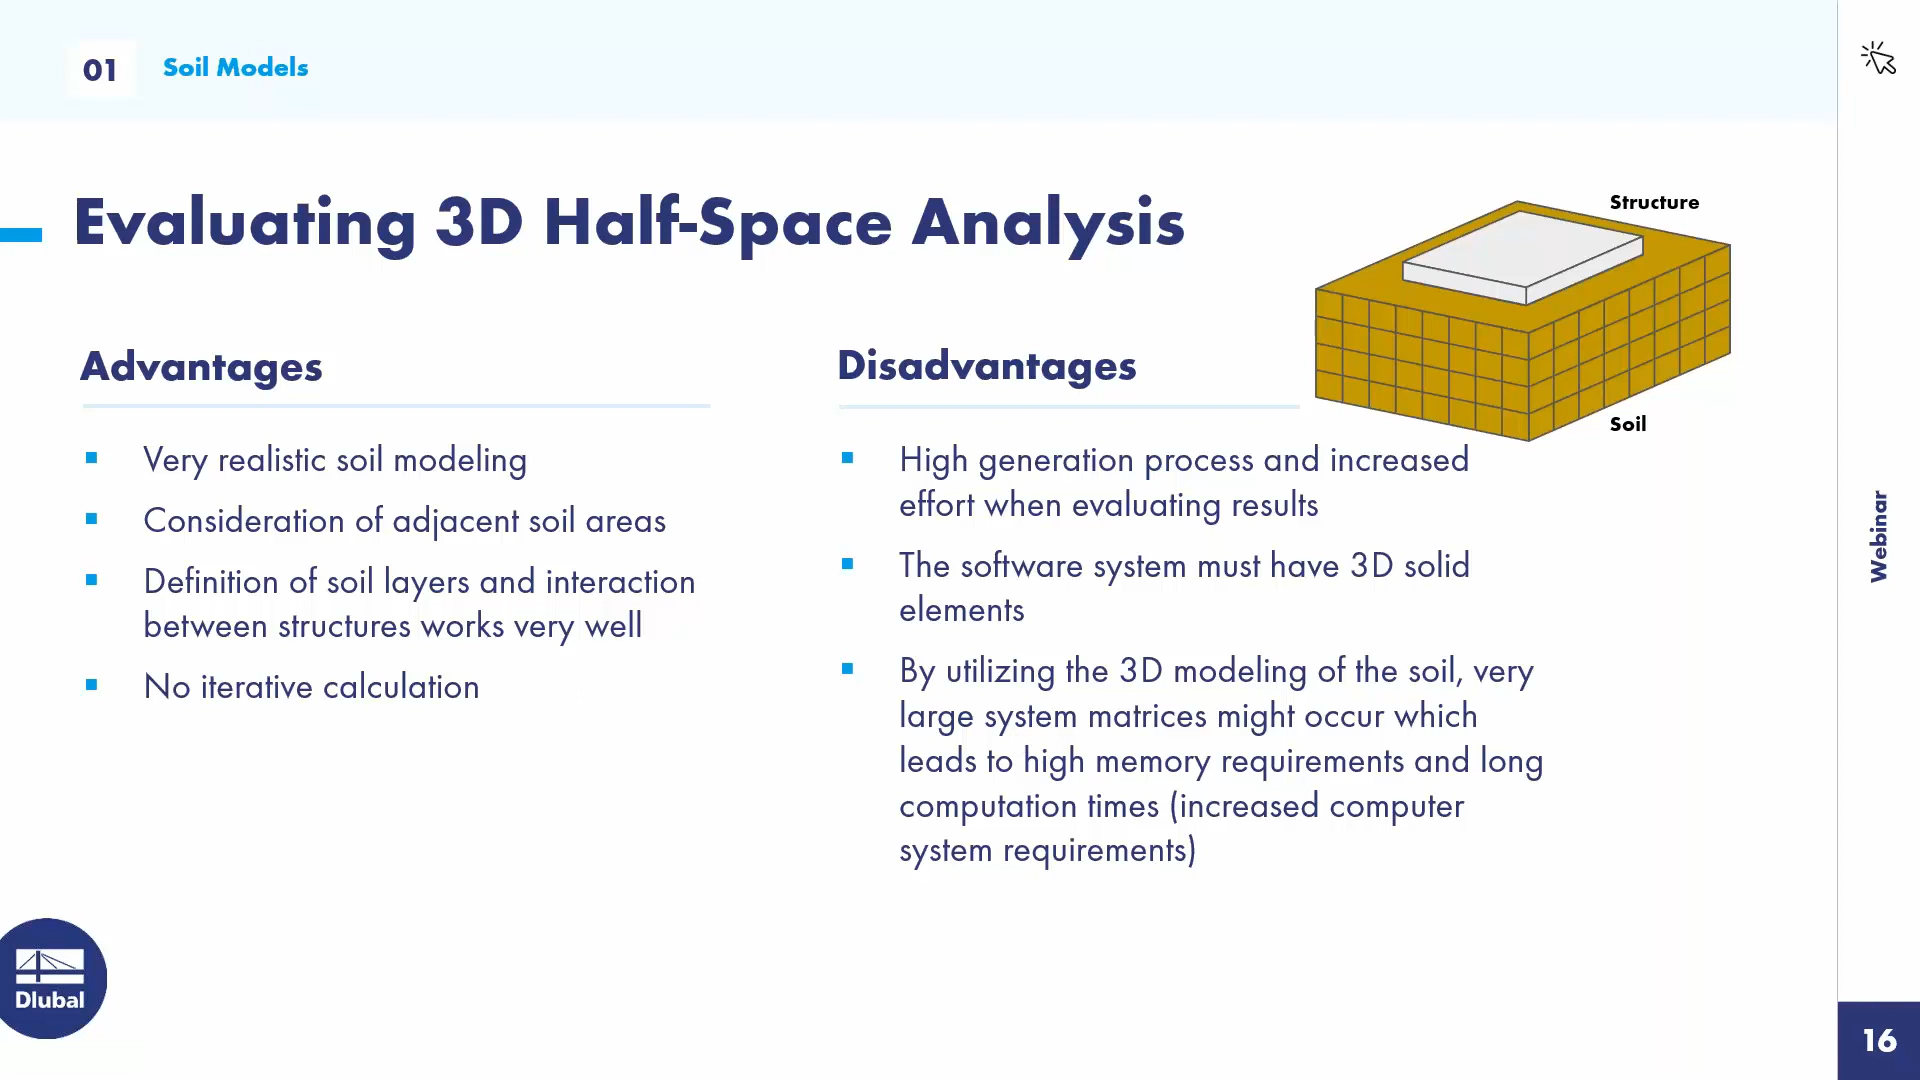 01
Soil Models
Evaluating 3D Half-Space Analysis
Structure
Soil
Advantages
Very realistic soil modeling
Consideration of adjacent soil areas
Definition of soil layers and interaction
between structures works very well
No iterative calculation
Disadvantages
High generation process and increased
effort when evaluating results
The software system must have 3D solid
elements
By utilizing the 3D modeling of the soil, very
large system matrices might occur which
leads to high memory requirements and long
computation times (increased computer
system requirements)
Webinar
Dlubal
16